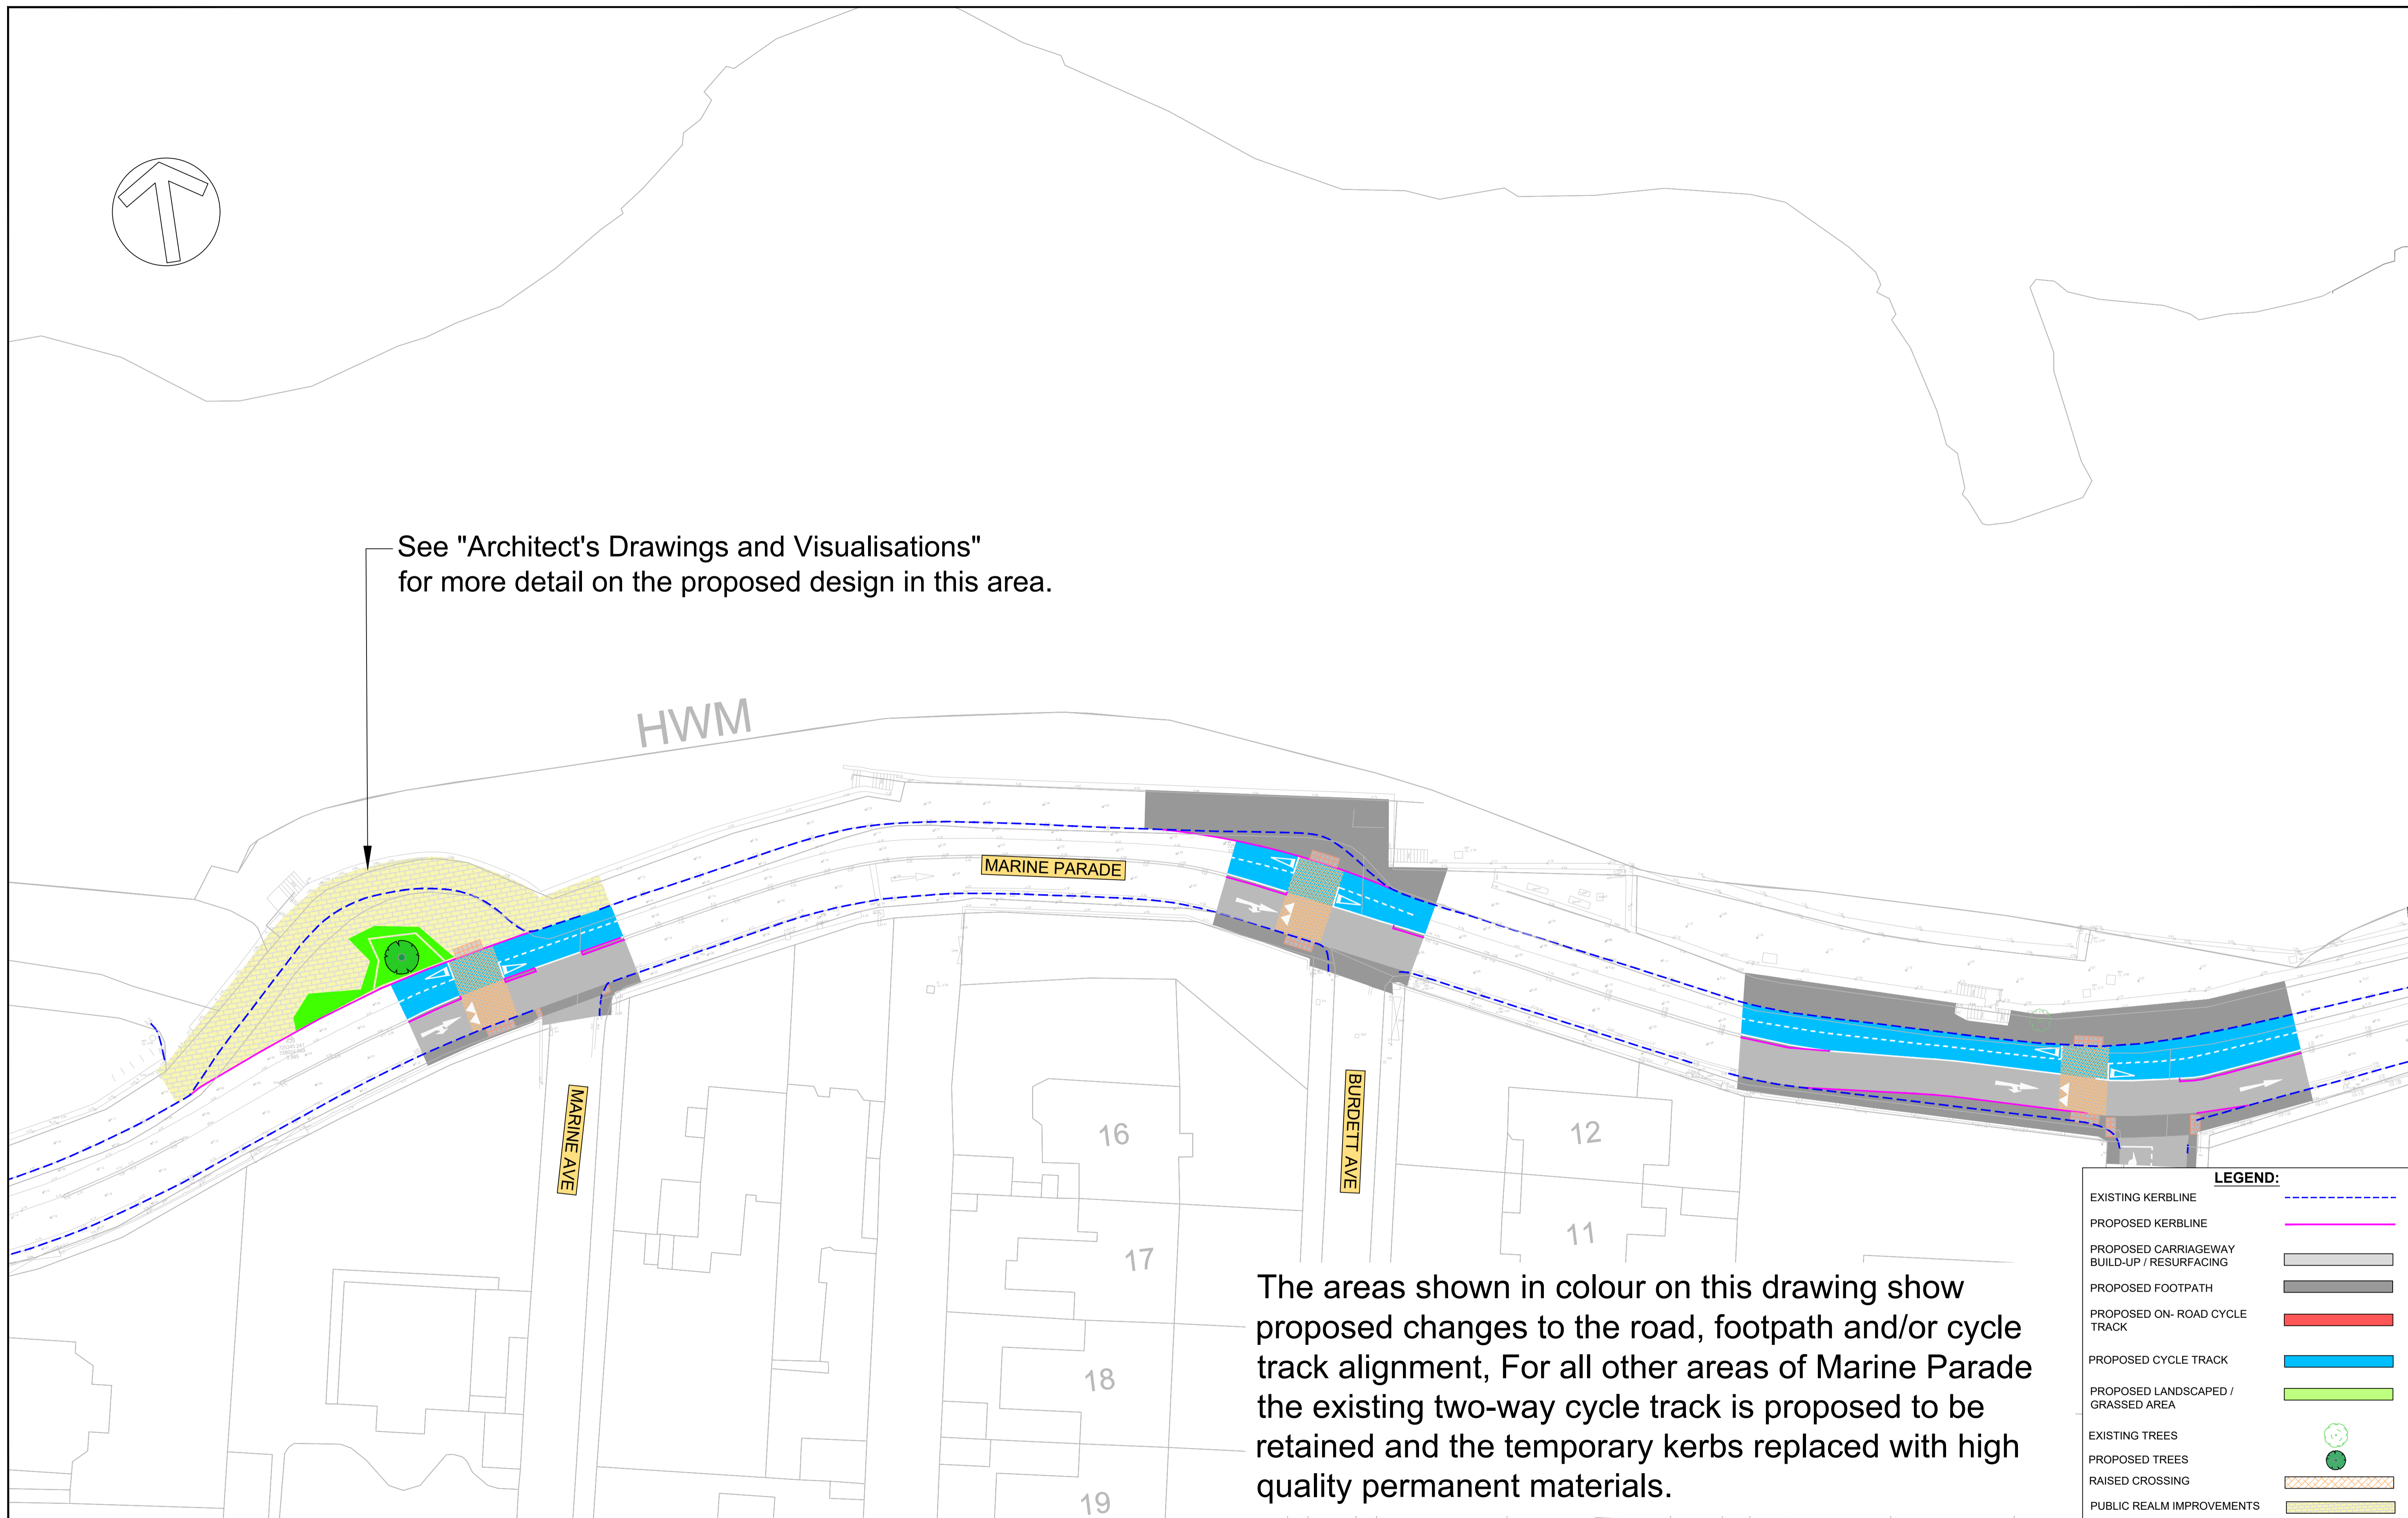 See "Architect's Drawings and Visualisations"
for more detail on the proposed design in this area.
HWM
MARINE PARADE
MARINE AVE
BURDETT AVE
16
12
17
11
18
19
The areas shown in colour on this drawing show
proposed changes to the road, footpath and/or cycle
track alignment, For all other areas of Marine Parade
the existing two-way cycle track is proposed to be
retained and the temporary kerbs replaced with high
quality permanent materials.
LEGEND:
EXISTING KERBLINE
PROPOSED KERBLINE
PROPOSED CARRIAGEWAY
BUILD-UP / RESURFACING
PROPOSED FOOTPATH
PROPOSED ON- ROAD CYCLE
TRACK
PROPOSED CYCLE TRACK
PROPOSED LANDSCAPED /
GRASSED AREA
EXISTING TREES
PROPOSED TREES
RAISED CROSSING
PUBLIC REALM IMPROVEMENTS